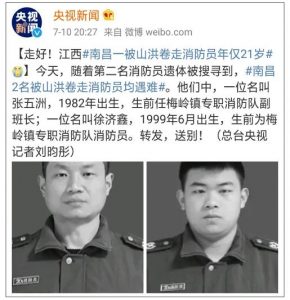 央视新闻
央视
新闻
7-10 10:27 来自 微博 weibo.com
【走好！江西#南昌一被山洪卷走消防员年仅21岁#
】今天，随着第二名消防员遗体被搜寻到，#南昌
2名被山洪卷走消防员均遇难#。他们中，一位名叫
张五洲，1982年出生，生前任梅岭镇专职消防队副
班长；一位名叫徐济鑫，1999年6月出生，生前为梅
岭镇专职消防队消防员。转发，送别！（总台央视
记者刘昀彤）